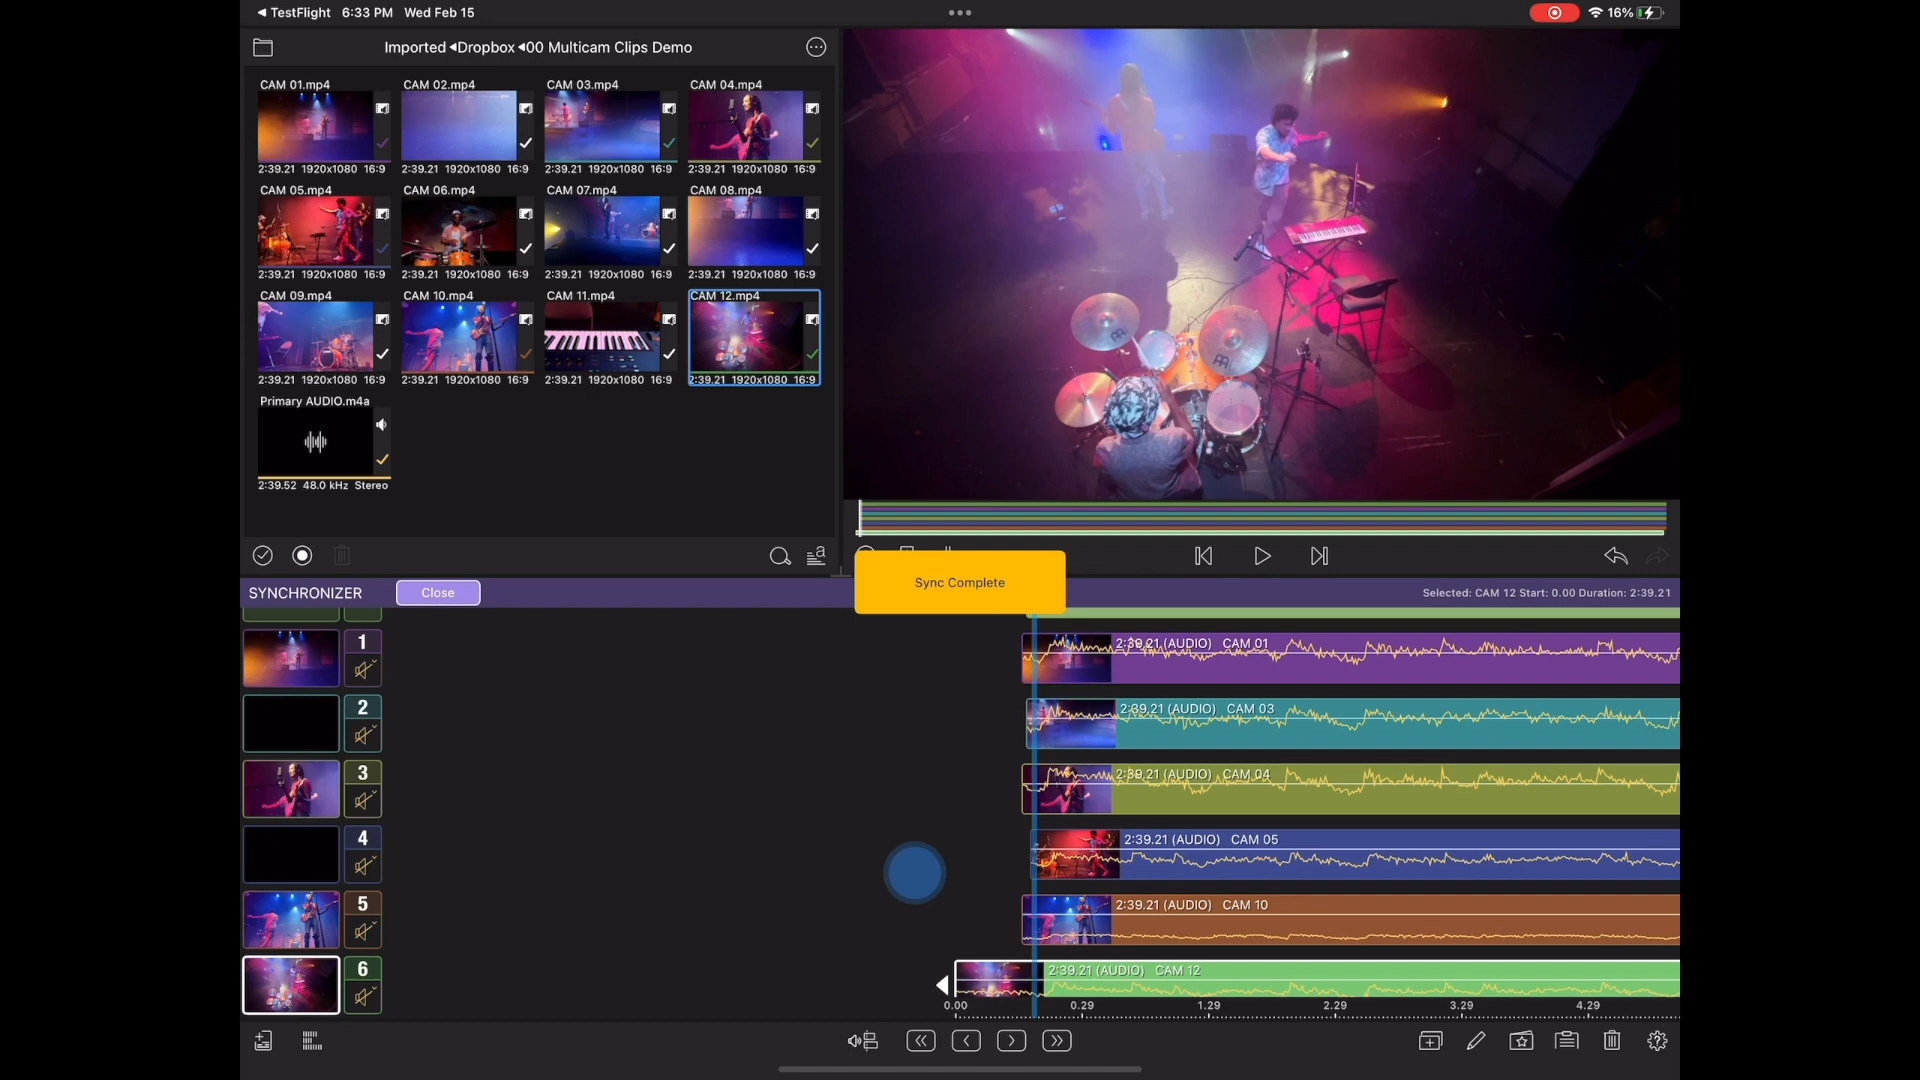 TestFlight 6:33 PM Wed Feb 15
16%
Imported Dropbox 00 Multicam Clips Demo
CAM 01.mp4 CAM 02.mp4 CAM 03.mp4 CAM 04.mp4
2:39.21 1920x1080 16:9 2:39.21 1920x1080 16:9 2:39.21 1920x1080 16:9 2:39.21 1920x1080 16:9
CAM 05.mp4 CAM 06.mp4 CAM 07.mp4 CAM 08.mp4
2:39.21 1920x1080 16:9 2:39.21 1920x1080 16:9 2:39.21 1920x1080 16:9 2:39.21 1920x1080 16:9
CAM 09.mp4 CAM 10.mp4 CAM 11.mp4 CAM 12.mp4
2:39.21 1920x1080 16:9 2:39.21 1920x1080 16:9 2:39.21 1920x1080 16:9 2:39.21 1920x1080 16:9
Primary AUDIO.m4a
2:39.52 48.0 kHz Stereo
Sync Complete
SYNCHRONIZER Close Selected: CAM 12 Start: 0.00 Duration: 2:39.21
1 2:39.21 (AUDIO) CAM 01
2 2:39.21 (AUDIO) CAM 03
3 2:39.21 (AUDIO) CAM 04
4 2:39.21 (AUDIO) CAM 05
5 2:39.21 (AUDIO) CAM 10
6 2:39.21 (AUDIO) CAM 12
0.00 0.29 1.29 2.29 3.29 4.29